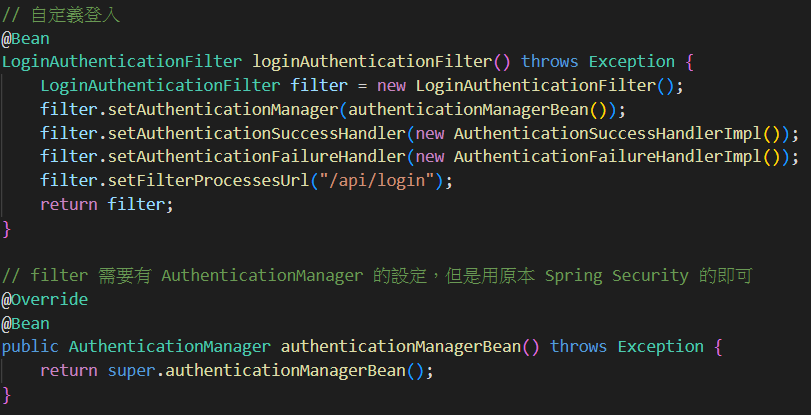 // 自定義登入
@Bean
LoginAuthenticationFilter loginAuthenticationFilter() throws Exception {
    LoginAuthenticationFilter filter = new LoginAuthenticationFilter();
    filter.setAuthenticationManager(authenticationManagerBean());
    filter.setAuthenticationSuccessHandler(new AuthenticationSuccessHandlerImpl());
    filter.setAuthenticationFailureHandler(new AuthenticationFailureHandlerImpl());
    filter.setFilterProcessesUrl("/api/login");
    return filter;
}
// filter 需要有 AuthenticationManager 的設定，但是用原本 Spring Security 的即可
@Override
@Bean
public AuthenticationManager authenticationManagerBean() throws Exception {
    return super.authenticationManagerBean();
}